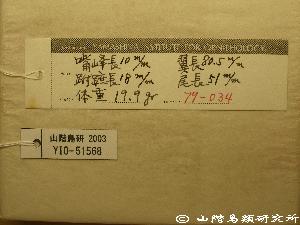 YAMASHINA INSTITUTE FOR ORNITHOLOGY
嘴峰長10m/m 翼長80.5m/m
跗蹠長18m/m 尾長51m/m
体重 19.9gr 79-034
山階鳥研 2003
YIO-51568
© 山階鳥類研究所